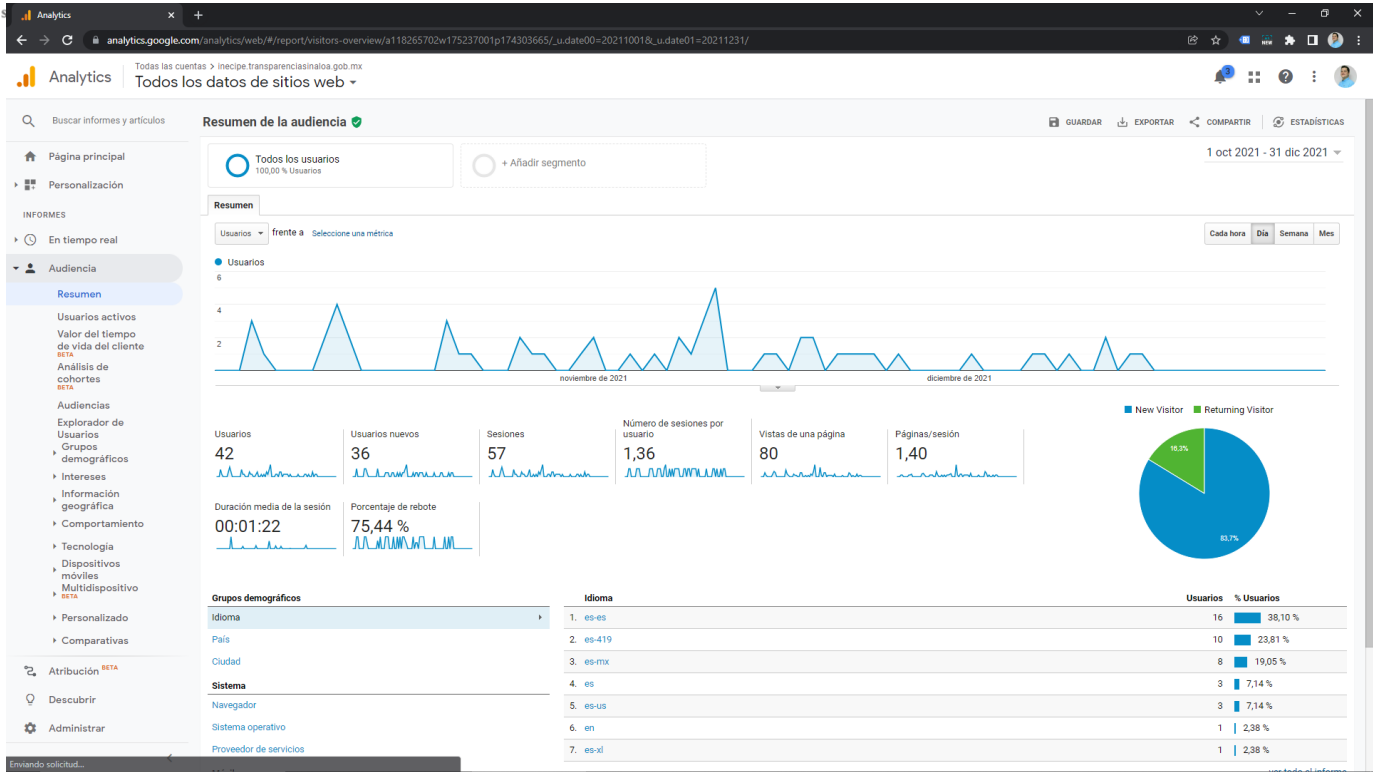 Analytics
analytics.google.com/analytics/web/#/report/visitors-overview/a118265702w175237001p174303665/_u.date00=20211001&_u.date01=20211231/
NEW
Analytics
Todas las cuentas > inecipe.transparenciasinaloa.gob.mx
Todos los datos de sitios web
3
Buscar informes y artículos
Página principal
Personalización
INFORMES
En tiempo real
Audiencia
Resumen
Usuarios activos
Valor del tiempo
de vida del cliente
BETA
Análisis de
cohortes
BETA
Audiencias
Explorador de
Usuarios
Grupos
demográficos
Intereses
Información
geográfica
Comportamiento
Tecnología
Dispositivos
móviles
Multidispositivo
BETA
Personalizado
Comparativas
Atribución BETA
Descubrir
Administrar
Enviando solicitud...
Resumen de la audiencia
GUARDAR EXPORTAR COMPARTIR ESTADÍSTICAS
Todos los usuarios
100,00 % Usuarios
+ Añadir segmento
1 oct 2021 - 31 dic 2021
Resumen
Usuarios frente a Seleccione una métrica
Cada hora Día Semana Mes
Usuarios
6
4
2
noviembre de 2021 diciembre de 2021
New Visitor Returning Visitor
16,3%
83,7%
Usuarios
42
Usuarios nuevos
36
Sesiones
57
Número de sesiones por
usuario
1,36
Vistas de una página
80
Páginas/sesión
1,40
Duración media de la sesión
00:01:22
Porcentaje de rebote
75,44 %
Grupos demográficos
Idioma
País
Ciudad
Sistema
Navegador
Sistema operativo
Proveedor de servicios
Idioma Usuarios % Usuarios
1. es-es 16 38,10 %
2. es-419 10 23,81 %
3. es-mx 8 19,05 %
4. es 3 7,14 %
5. es-us 3 7,14 %
6. en 1 2,38 %
7. es-xl 1 2,38 %